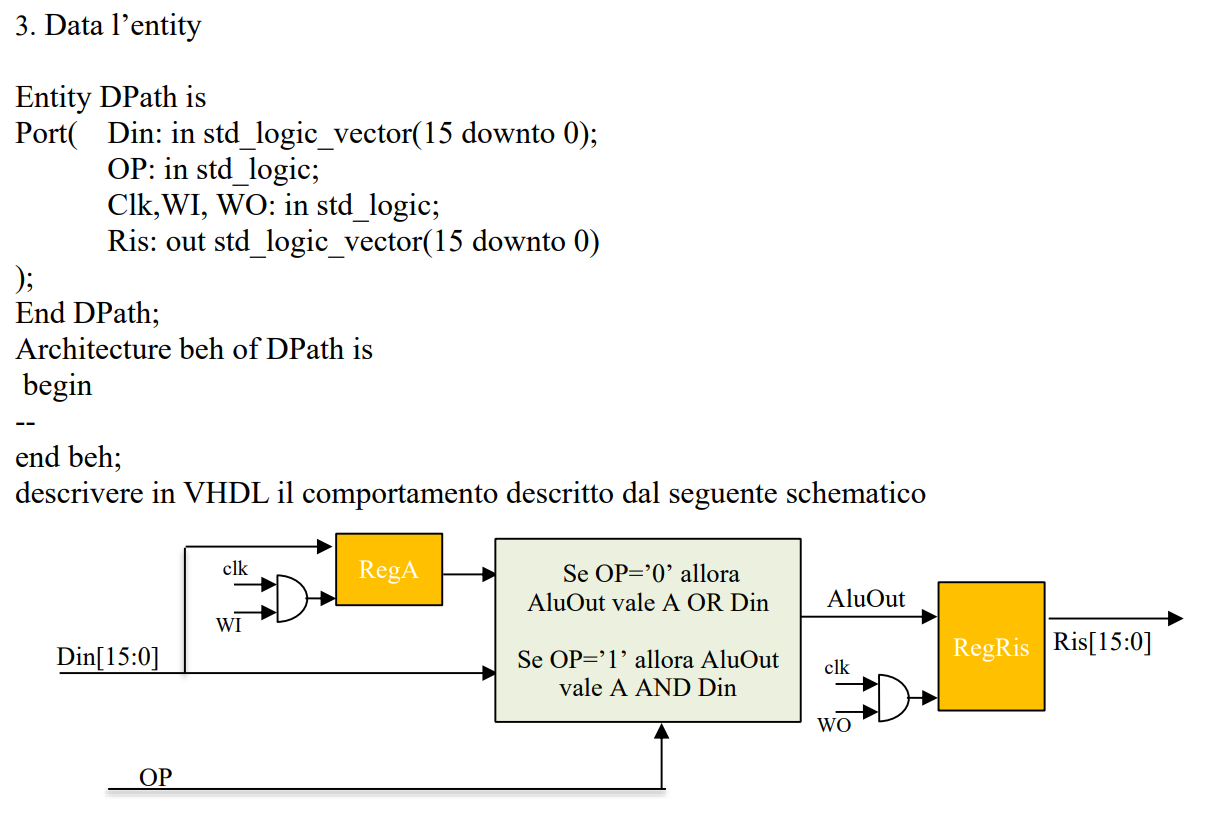 3. Data l’entity
Entity DPath is
Port( Din: in std_logic_vector(15 downto 0);
OP: in std_logic;
Clk,WI, WO: in std_logic;
Ris: out std_logic_vector(15 downto 0)
);
End DPath;
Architecture beh of DPath is
begin
--
end beh;
descrivere in VHDL il comportamento descritto dal seguente schematico
clk
WI
RegA
Din[15:0]
Se OP=’0’ allora
AluOut vale A OR Din
Se OP=’1’ allora AluOut
vale A AND Din
OP
AluOut
clk
WO
RegRis
Ris[15:0]